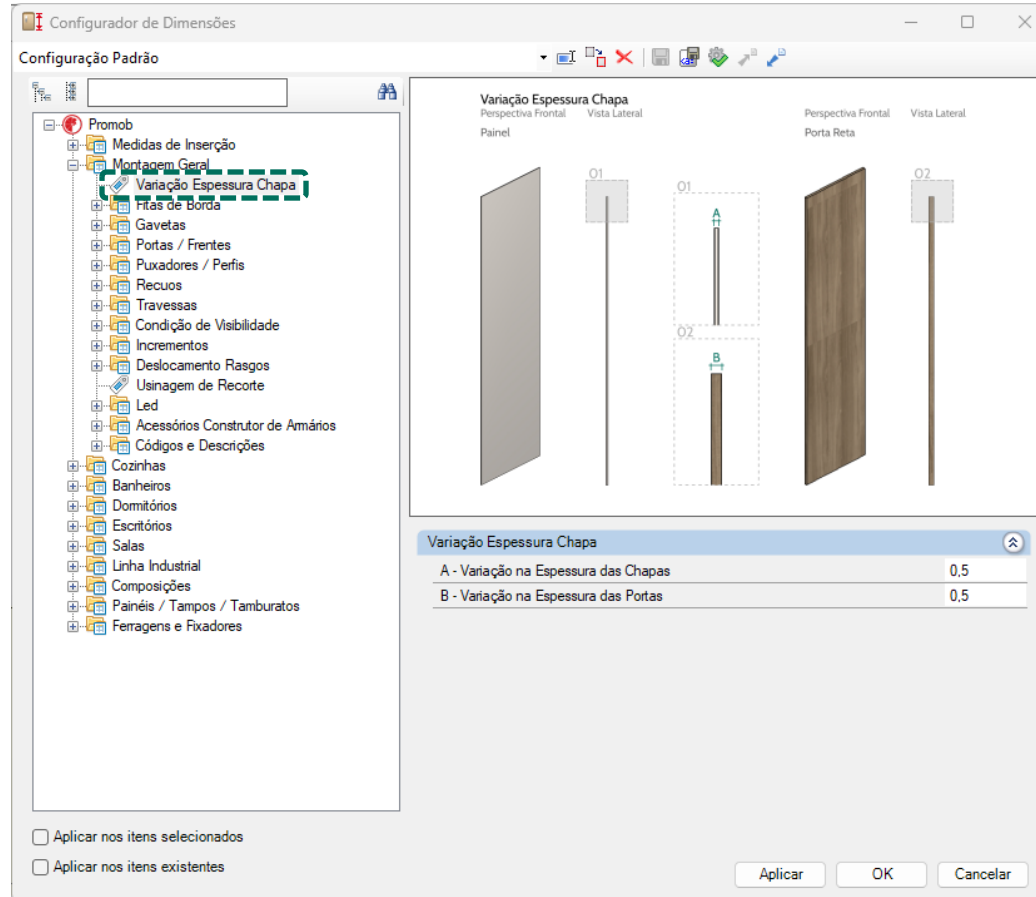 Configurador de Dimensões
Configuração Padrão
Promob
Medidas de Inserção
Montagem Geral
Variação Espessura Chapa
Fitas de Borda
Gavetas
Portas / Frentes
Puxadores / Perfis
Recuos
Travessas
Condição de Visibilidade
Incrementos
Deslocamento Rasgos
Usinagem de Recorte
Led
Acessórios Construtor de Armários
Códigos e Descrições
Cozinhas
Banheiros
Dormitórios
Escritórios
Salas
Linha Industrial
Composições
Painéis / Tampos / Tamburatos
Ferragens e Fixadores
Aplicar nos itens selecionados
Aplicar nos itens existentes
Variação Espessura Chapa
Perspectiva Frontal Vista Lateral Perspectiva Frontal Vista Lateral
Painel Porta Reta
01 01 02
A
02
B
Variação Espessura Chapa
A - Variação na Espessura das Chapas 0,5
B - Variação na Espessura das Portas 0,5
Aplicar OK Cancelar